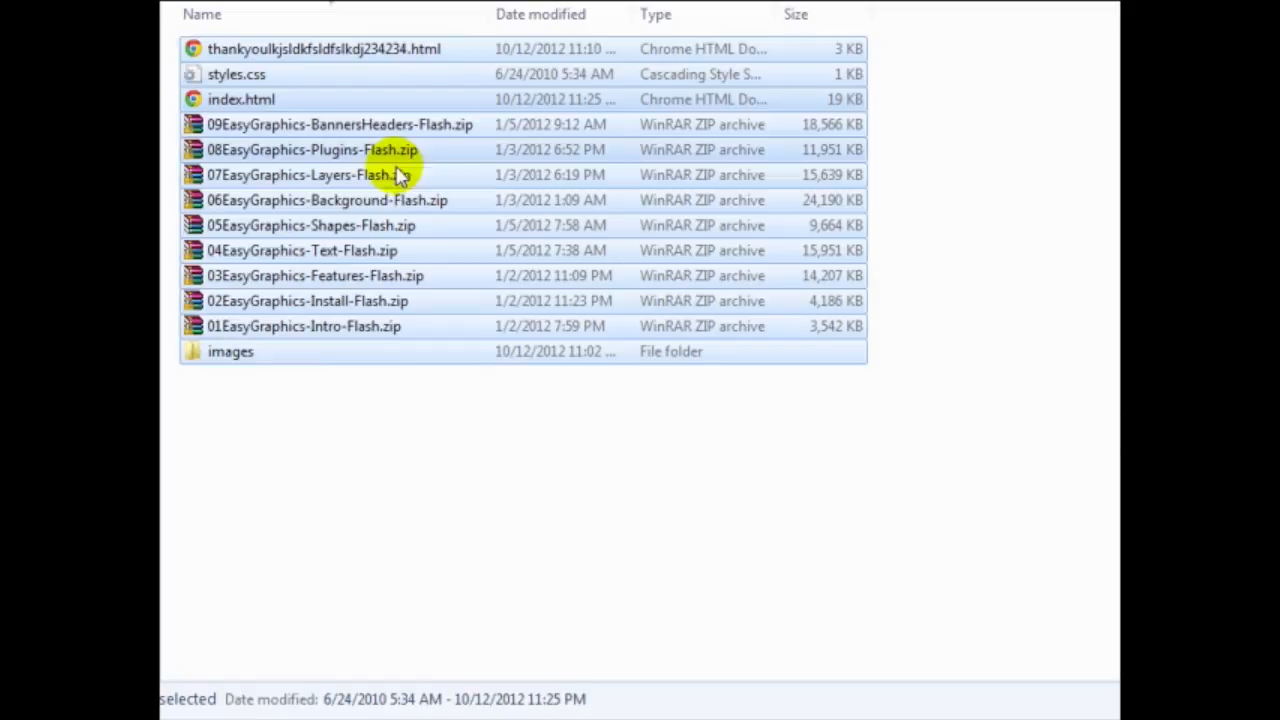 Name Date modified Type Size
thankyoulkjsldkfsldfslkdj234234.html 10/12/2012 11:10 ... Chrome HTML Do... 3 KB
styles.css 6/24/2010 5:34 AM Cascading Style S... 1 KB
index.html 10/12/2012 11:25 ... Chrome HTML Do... 19 KB
09EasyGraphics-BannersHeaders-Flash.zip 1/5/2012 9:12 AM WinRAR ZIP archive 18,566 KB
08EasyGraphics-Plugins-Flash.zip 1/3/2012 6:52 PM WinRAR ZIP archive 11,951 KB
07EasyGraphics-Layers-Flash.zip 1/3/2012 6:19 PM WinRAR ZIP archive 15,639 KB
06EasyGraphics-Background-Flash.zip 1/3/2012 1:09 AM WinRAR ZIP archive 24,190 KB
05EasyGraphics-Shapes-Flash.zip 1/5/2012 7:58 AM WinRAR ZIP archive 9,664 KB
04EasyGraphics-Text-Flash.zip 1/5/2012 7:38 AM WinRAR ZIP archive 15,951 KB
03EasyGraphics-Features-Flash.zip 1/2/2012 11:09 PM WinRAR ZIP archive 14,207 KB
02EasyGraphics-Install-Flash.zip 1/2/2012 11:23 PM WinRAR ZIP archive 4,186 KB
01EasyGraphics-Intro-Flash.zip 1/2/2012 7:59 PM WinRAR ZIP archive 3,542 KB
images 10/12/2012 11:02 ... File folder
selected Date modified: 6/24/2010 5:34 AM - 10/12/2012 11:25 PM